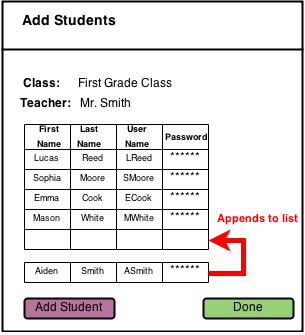 Add Students
Class: First Grade Class
Teacher: Mr. Smith
First Name Last Name User Name Password
Lucas Reed LReed ******
Sophia Moore SMoore ******
Emma Cook ECook ******
Mason White MWhite ******
Appends to list
Aiden Smith ASmith ******
Add Student Done